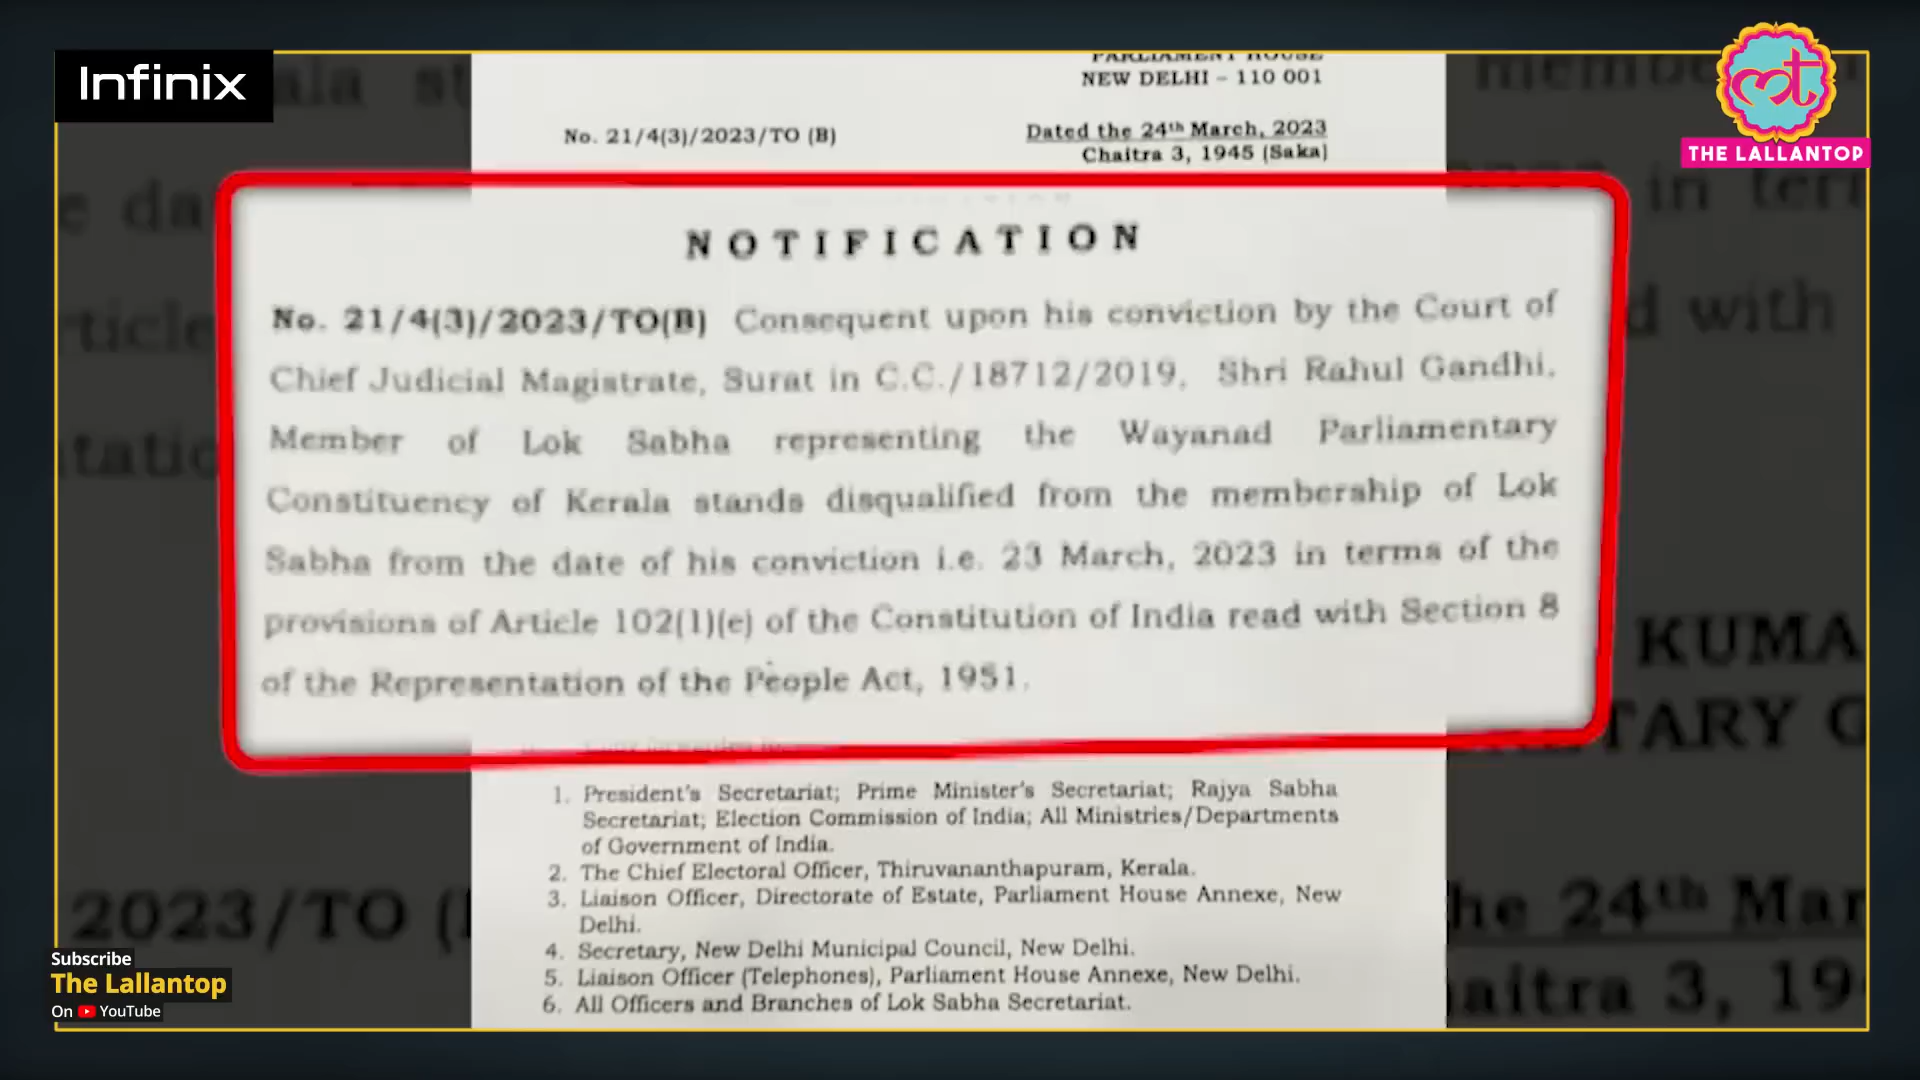 Infinix
THE LALLANTOP
PARLIAMENT HOUSE
NEW DELHI – 110 001
No. 21/4(3)/2023/TO (B)
Dated the 24th March, 2023
Chaitra 3, 1945 (Saka)
NOTIFICATION
No. 21/4(3)/2023/TO(B) Consequent upon his conviction by the Court of
Chief Judicial Magistrate, Surat in C.C./18712/2019, Shri Rahul Gandhi,
Member of Lok Sabha representing the Wayanad Parliamentary
Constituency of Kerala stands disqualified from the membership of Lok
Sabha from the date of his conviction i.e. 23 March, 2023 in terms of the
provisions of Article 102(1)(e) of the Constitution of India read with Section 8
of the Representation of the People Act, 1951.
1. President's Secretariat; Prime Minister's Secretariat; Rajya Sabha
Secretariat; Election Commission of India; All Ministries/Departments
of Government of India.
2. The Chief Electoral Officer, Thiruvananthapuram, Kerala.
3. Liaison Officer, Directorate of Estate, Parliament House Annexe, New
Delhi.
4. Secretary, New Delhi Municipal Council, New Delhi.
5. Liaison Officer (Telephones), Parliament House Annexe, New Delhi.
6. All Officers and Branches of Lok Sabha Secretariat.
Subscribe
The Lallantop
On YouTube